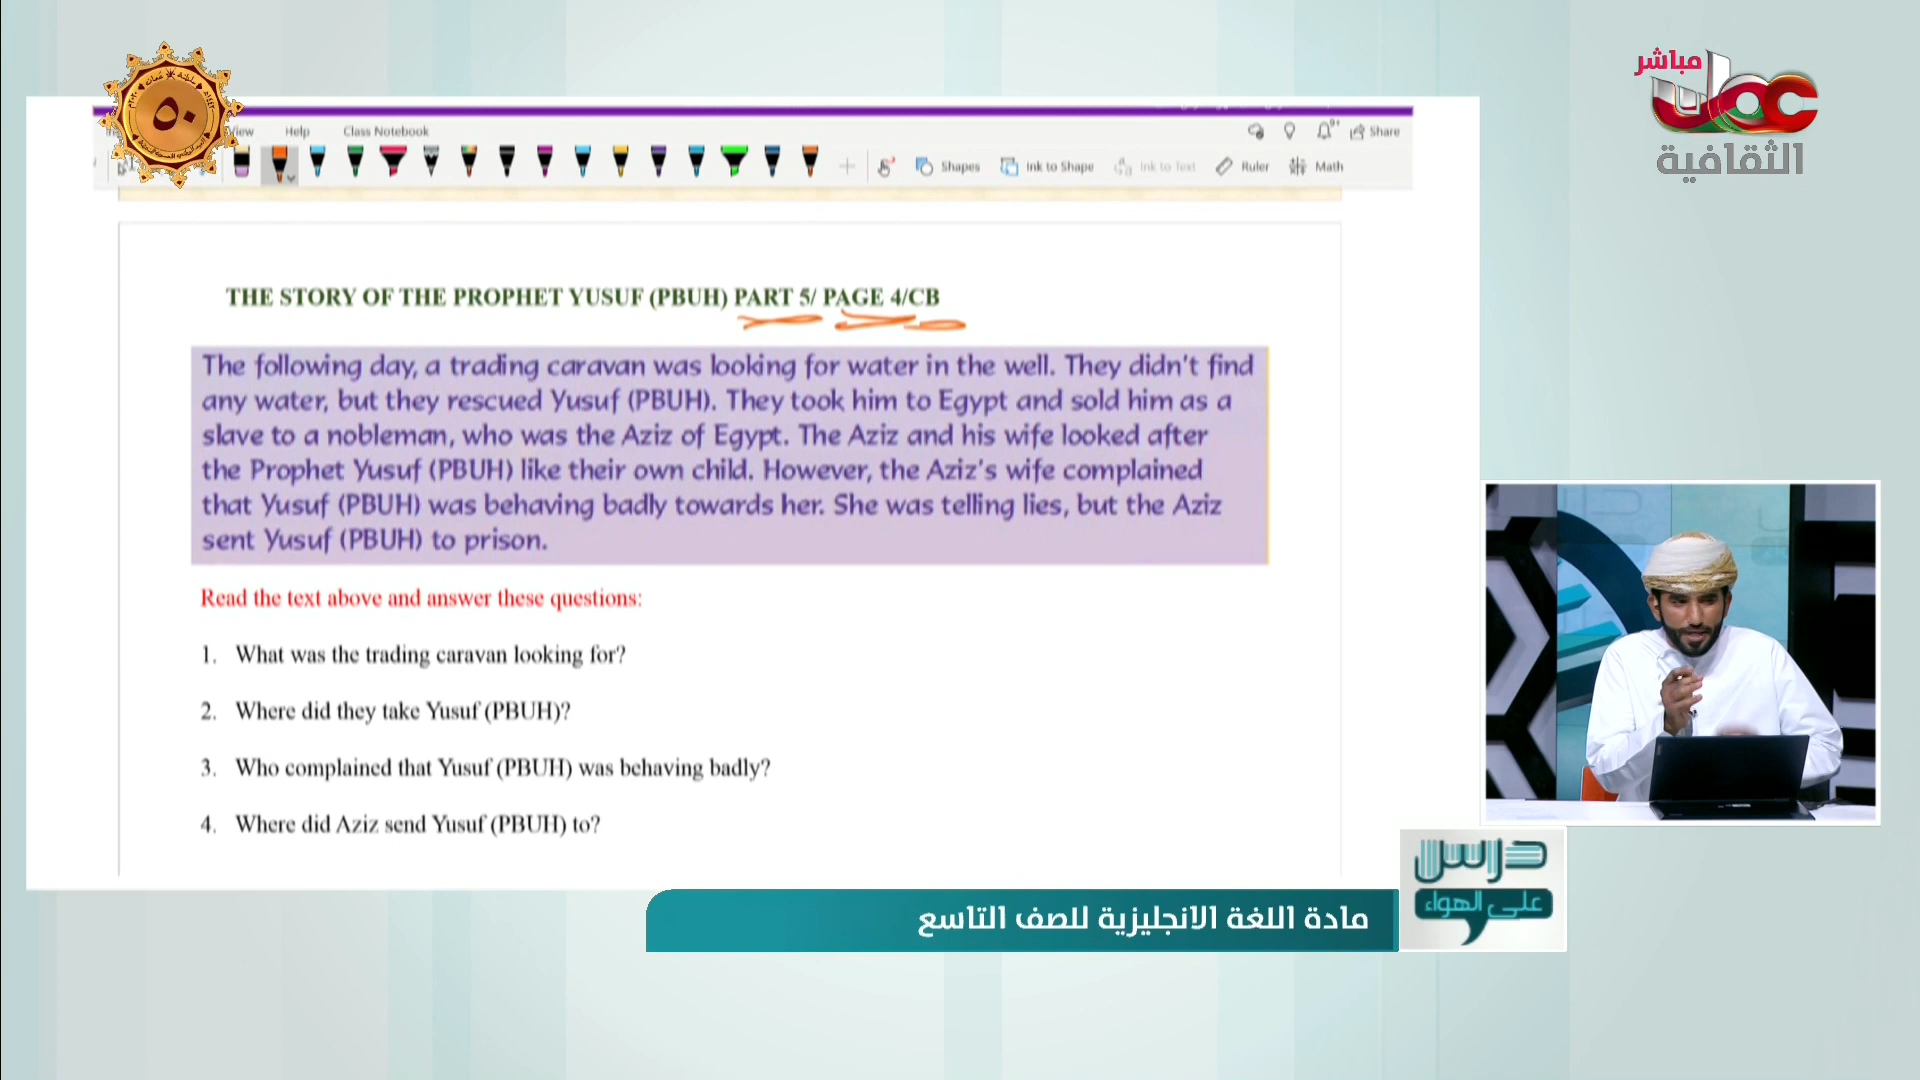 مباشر
عمان
الثقافية
٥٠
View Help Class Notebook Share
Shapes Ink to Shape Ink to Text Ruler Math
THE STORY OF THE PROPHET YUSUF (PBUH) PART 5/ PAGE 4/CB
The following day, a trading caravan was looking for water in the well. They didn't find
any water, but they rescued Yusuf (PBUH). They took him to Egypt and sold him as a
slave to a nobleman, who was the Aziz of Egypt. The Aziz and his wife looked after
the Prophet Yusuf (PBUH) like their own child. However, the Aziz's wife complained
that Yusuf (PBUH) was behaving badly towards her. She was telling lies, but the Aziz
sent Yusuf (PBUH) to prison.
Read the text above and answer these questions:
1. What was the trading caravan looking for?
2. Where did they take Yusuf (PBUH)?
3. Who complained that Yusuf (PBUH) was behaving badly?
4. Where did Aziz send Yusuf (PBUH) to?
درس
على الهواء
مادة اللغة الانجليزية للصف التاسع